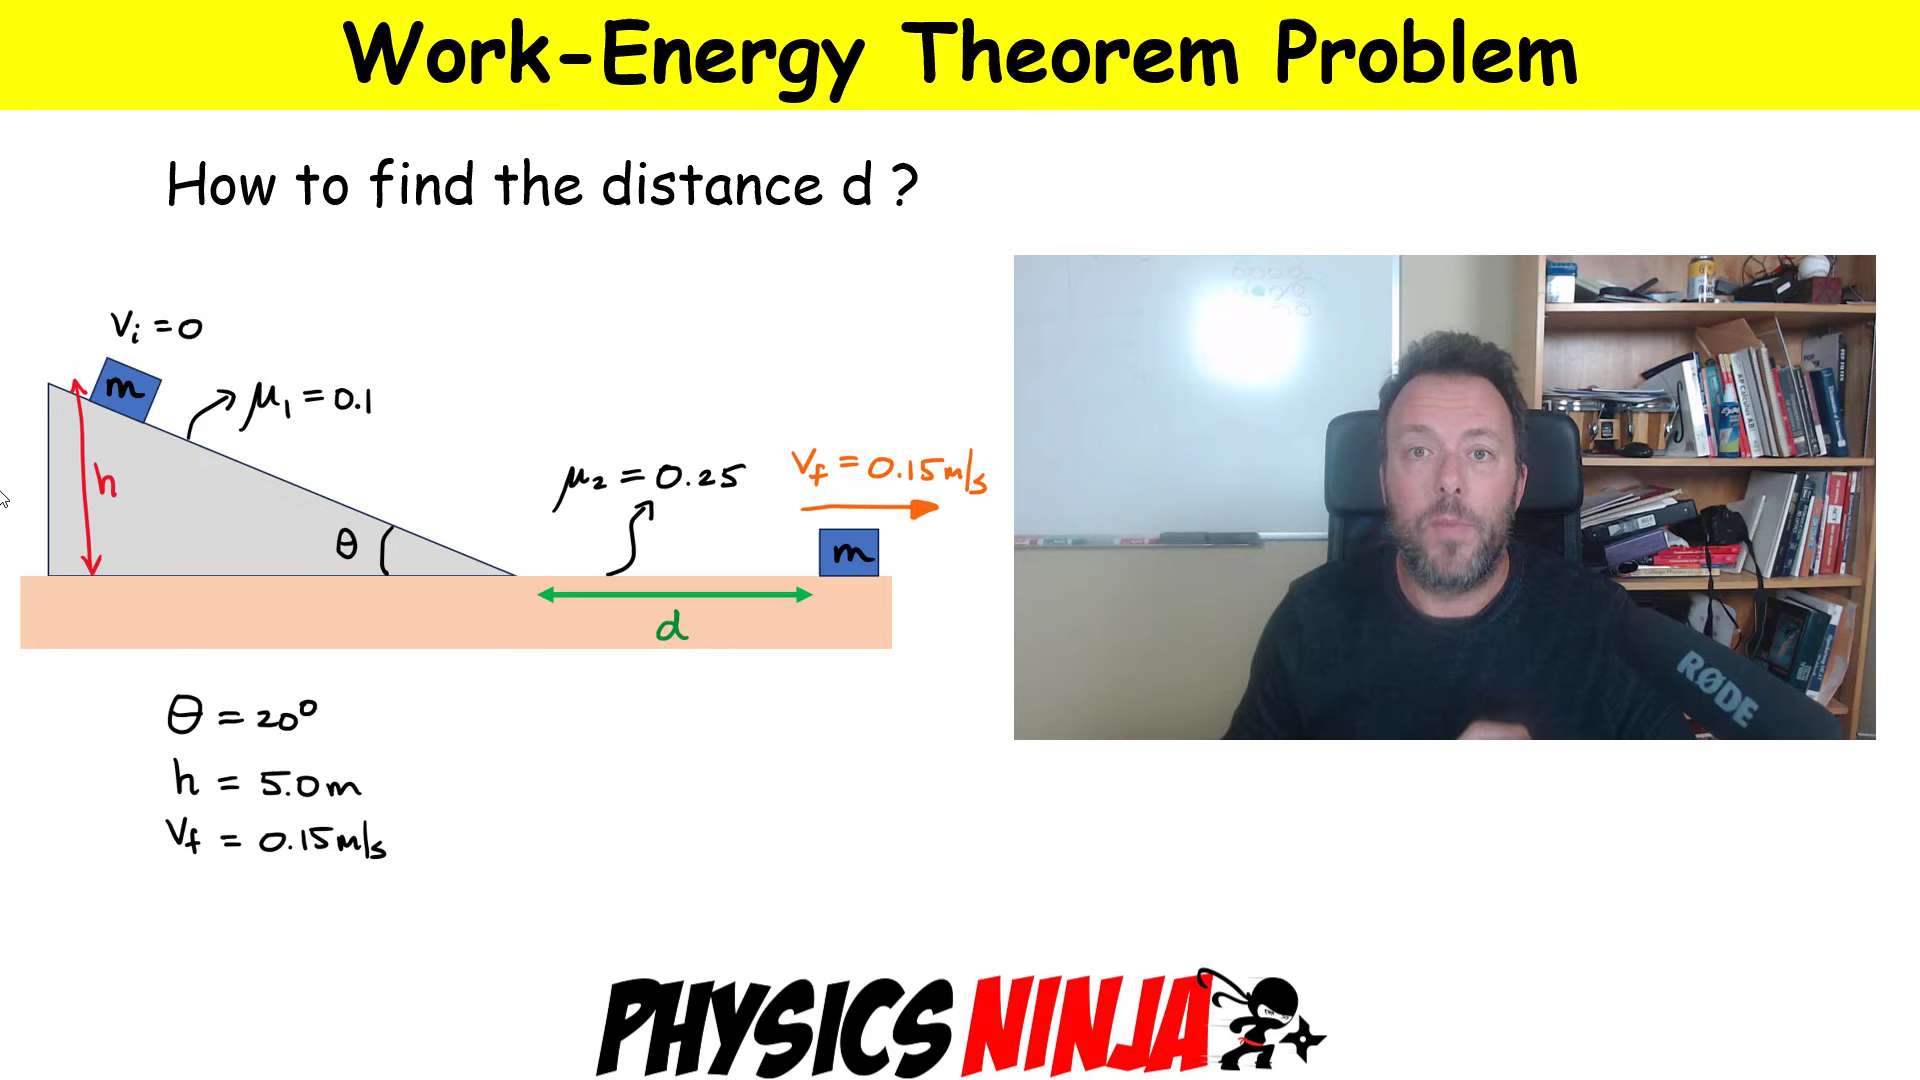 Work-Energy Theorem Problem
How to find the distance d ?
vi = 0
m
μ1 = 0.1
h
μ2 = 0.25
vf = 0.15 m/s
θ
m
d
θ = 20°
h = 5.0 m
vf = 0.15 m/s
RØDE
PHYSICS NINJA